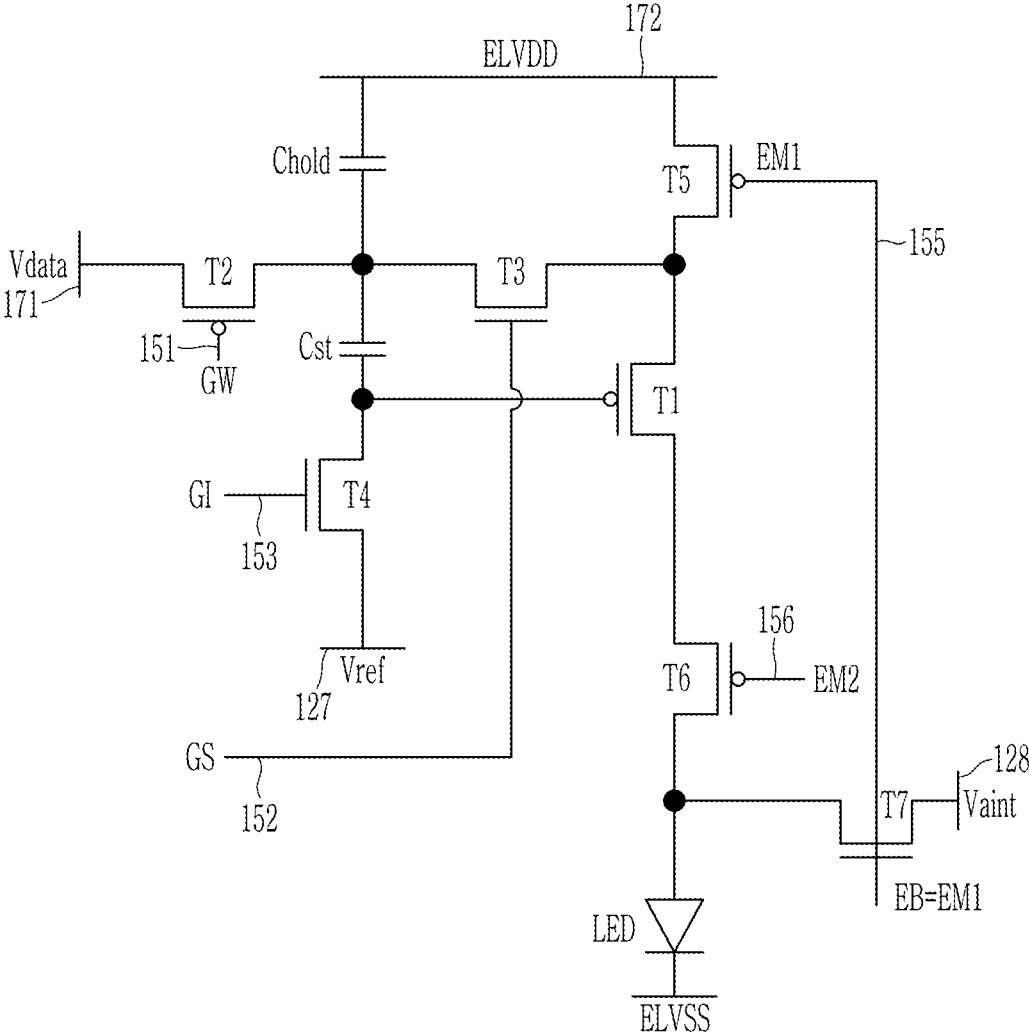 172
ELVDD
Chold
EM1
T5
155
Vdata
T2
T3
171
151
Cst
GW
T1
GI
T4
153
156
Vref
T6
EM2
127
GS
128
152
T7
Vaint
EB=EM1
LED
ELVSS